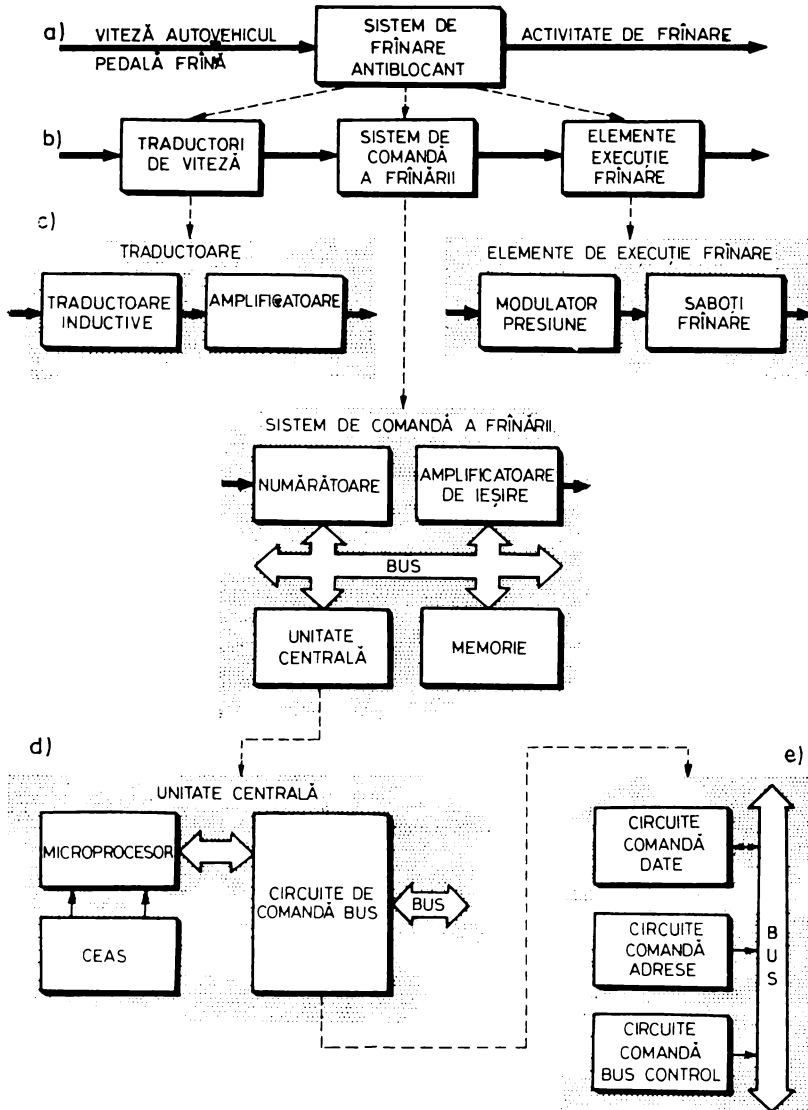 a)
VITEZĂ AUTOVEHICUL
PEDALĂ FRÎNĂ
SISTEM DE
FRÎNARE
ANTIBLOCANT
ACTIVITATE DE FRÎNARE
b)
TRADUCTORI
DE VITEZĂ
SISTEM DE
COMANDĂ
A FRÎNĂRII
ELEMENTE
EXECUȚIE
FRÎNARE
c)
TRADUCTOARE
TRADUCTOARE
INDUCTIVE
AMPLIFICATOARE
ELEMENTE DE EXECUȚIE FRÎNARE
MODULATOR
PRESIUNE
SABOȚI
FRÎNARE
SISTEM DE COMANDĂ A FRÎNĂRII
NUMĂRĂTOARE
AMPLIFICATOARE
DE IEȘIRE
BUS
UNITATE
CENTRALĂ
MEMORIE
d)
UNITATE CENTRALĂ
MICROPROCESOR
CEAS
CIRCUITE DE
COMANDĂ BUS
BUS
e)
CIRCUITE
COMANDĂ
DATE
CIRCUITE
COMANDĂ
ADRESE
CIRCUITE
COMANDĂ
BUS CONTROL
BUS